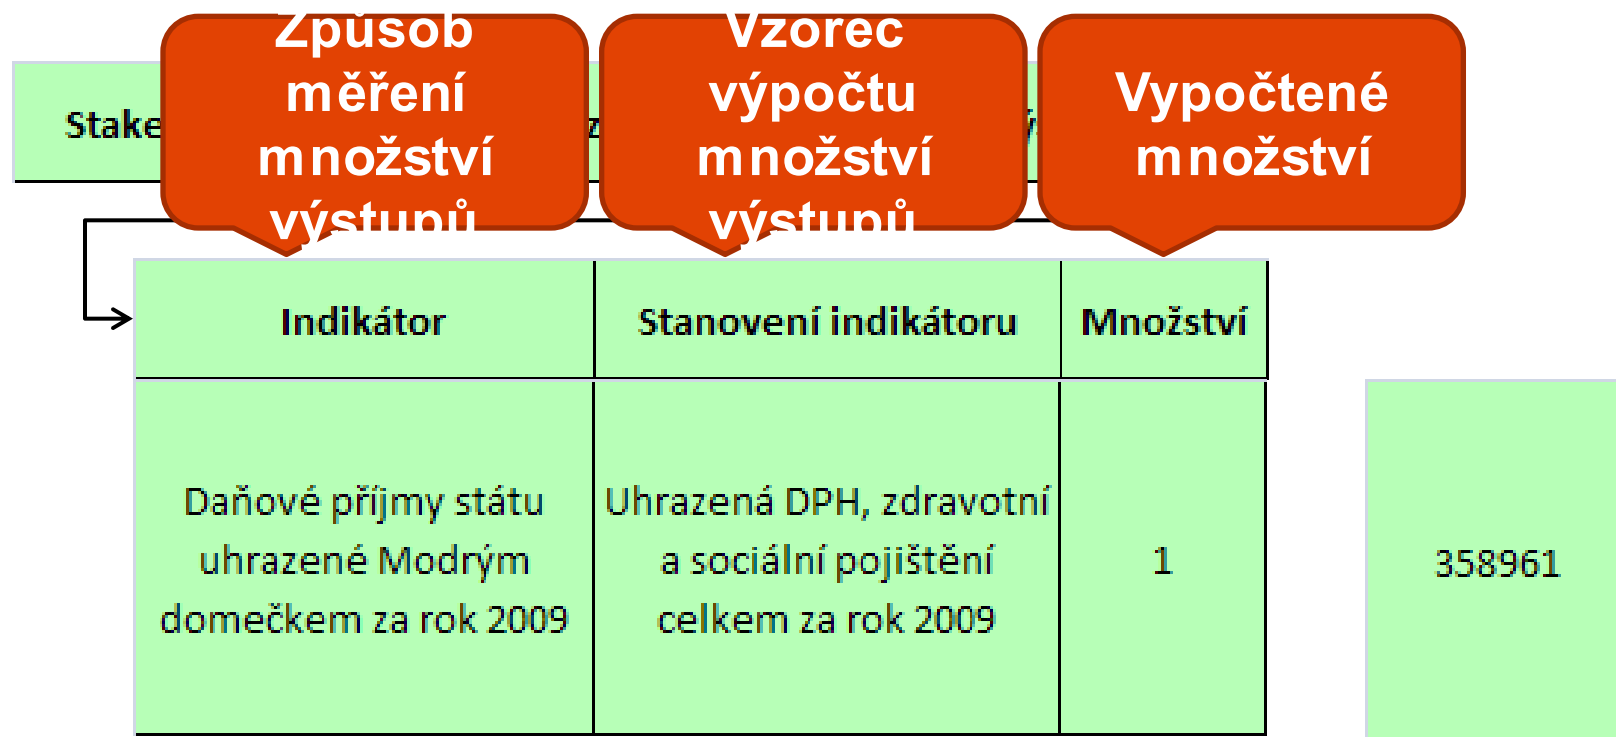 Způsob
měření
množství
výstupů
Vzorec
výpočtu
množství
výstupů
Vypočtené
množství
Stake
Indikátor
Stanovení indikátoru
Množství
Daňové příjmy státu
uhrazené Modrým
domečkem za rok 2009
Uhrazená DPH, zdravotní
a sociální pojištění
celkem za rok 2009
1
358961